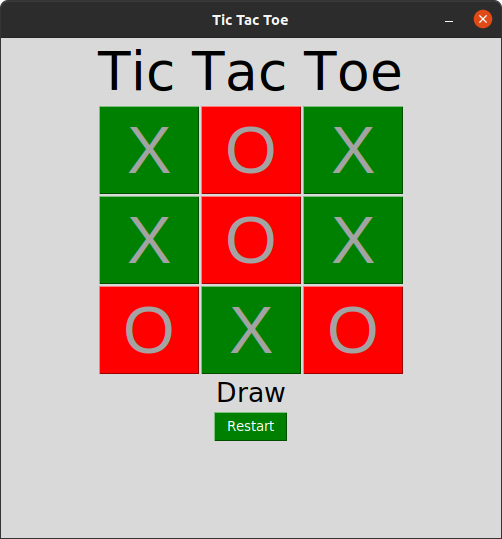 Tic Tac Toe
Tic Tac Toe
X O X
X O X
O X O
Draw
Restart